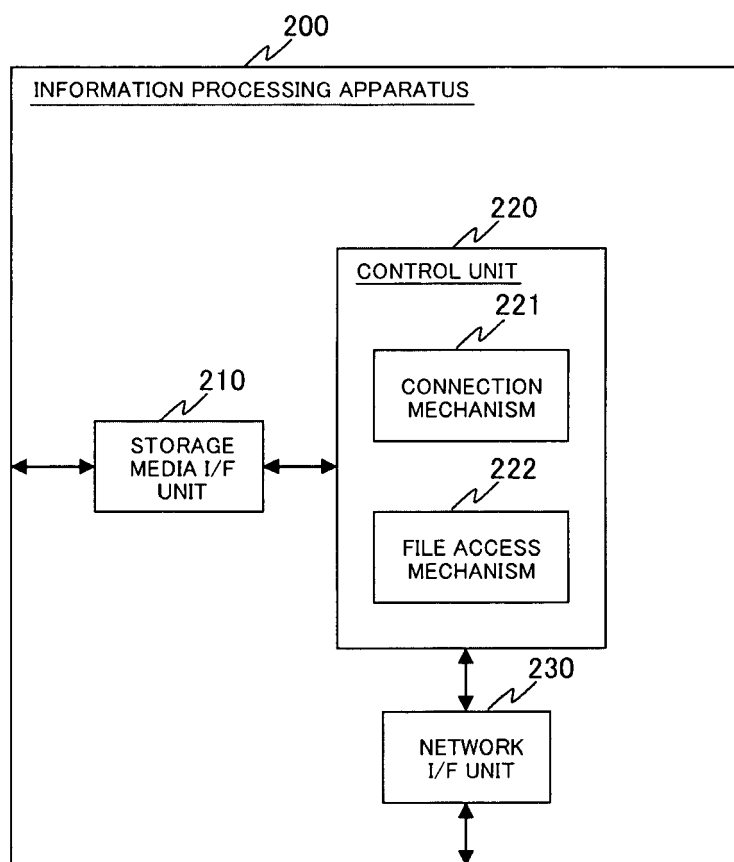 200
INFORMATION PROCESSING APPARATUS
220
CONTROL UNIT
221
CONNECTION
MECHANISM
210
STORAGE
MEDIA I/F
UNIT
222
FILE ACCESS
MECHANISM
230
NETWORK
I/F UNIT